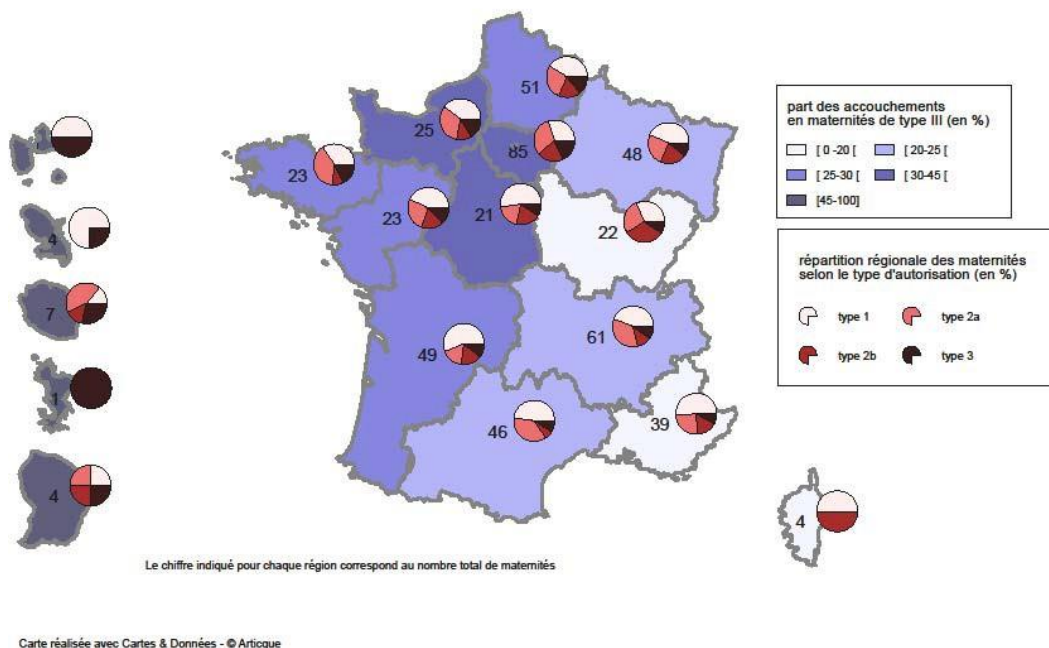 51
25
85
48
23
23
21
22
4
7
49
61
1
46
39
4
4
part des accouchements
en maternités de type III (en %)
[ 0 -20 [ [ 20-25 [
[ 25-30 [ [ 30-45 [
[45-100]
répartition régionale des maternités
selon le type d'autorisation (en %)
type 1 type 2a
type 2b type 3
Le chiffre indiqué pour chaque région correspond au nombre total de maternités
Carte réalisée avec Cartes & Données - © Articque